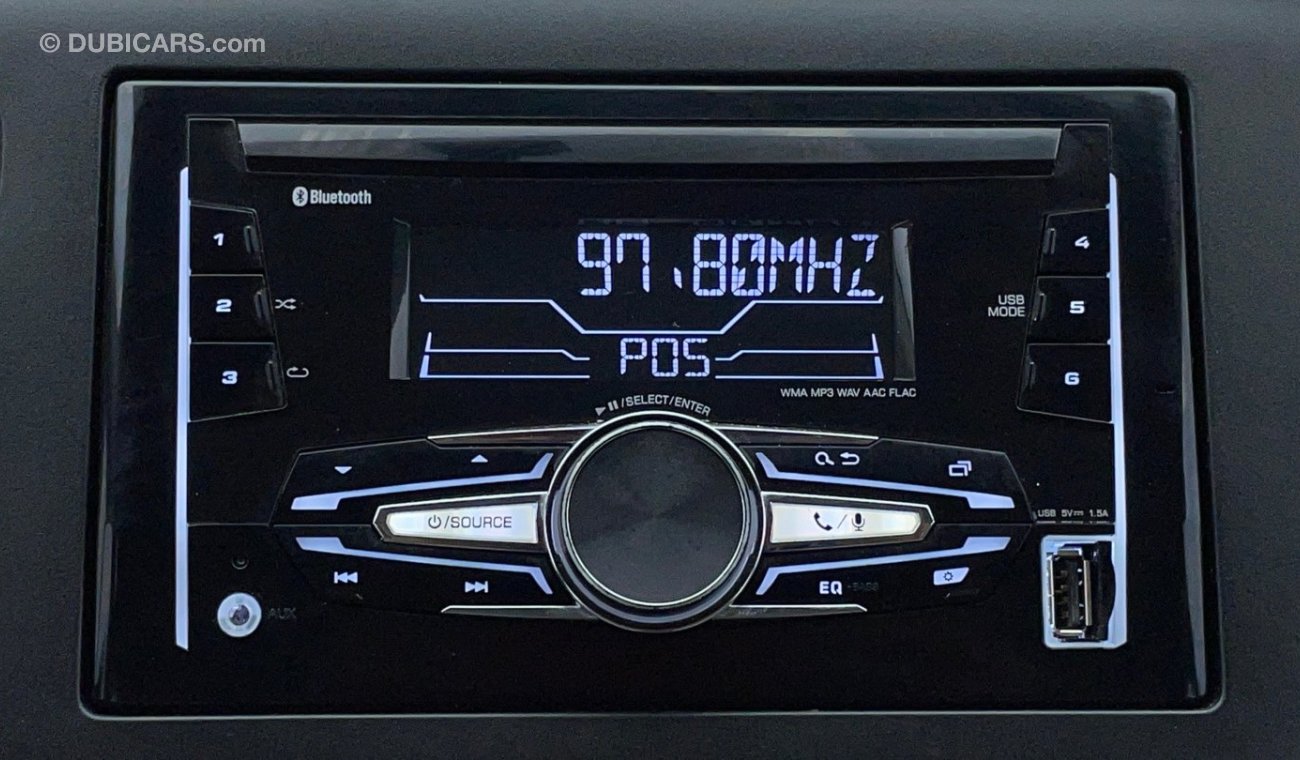 © DUBICARS.com
Bluetooth
1
2
3
97.80MHZ
POS
4
USB MODE
5
6
WMA MP3 WAV AAC FLAC
/SELECT/ENTER
/SOURCE
/
USB 5V 1.5A
EQ
AUX